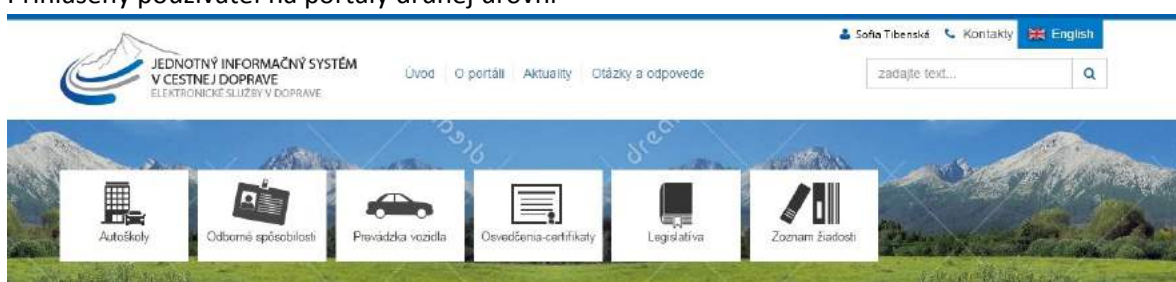 Prihlásený používateľ na portály druhej úrovni
Sofia Tibenská Kontakty English
JEDNOTNÝ INFORMAČNÝ SYSTÉM
V CESTNEJ DOPRAVE
ELEKTRONICKÉ SLUŽBY V DOPRAVE
Úvod O portáli Aktuality Otázky a odpovede
zadajte text...
Autoškoly Odborné spôsobilosti Prevádzka vozidla Osvedčenia-certifikáty Legislatíva Zoznam žiadostí